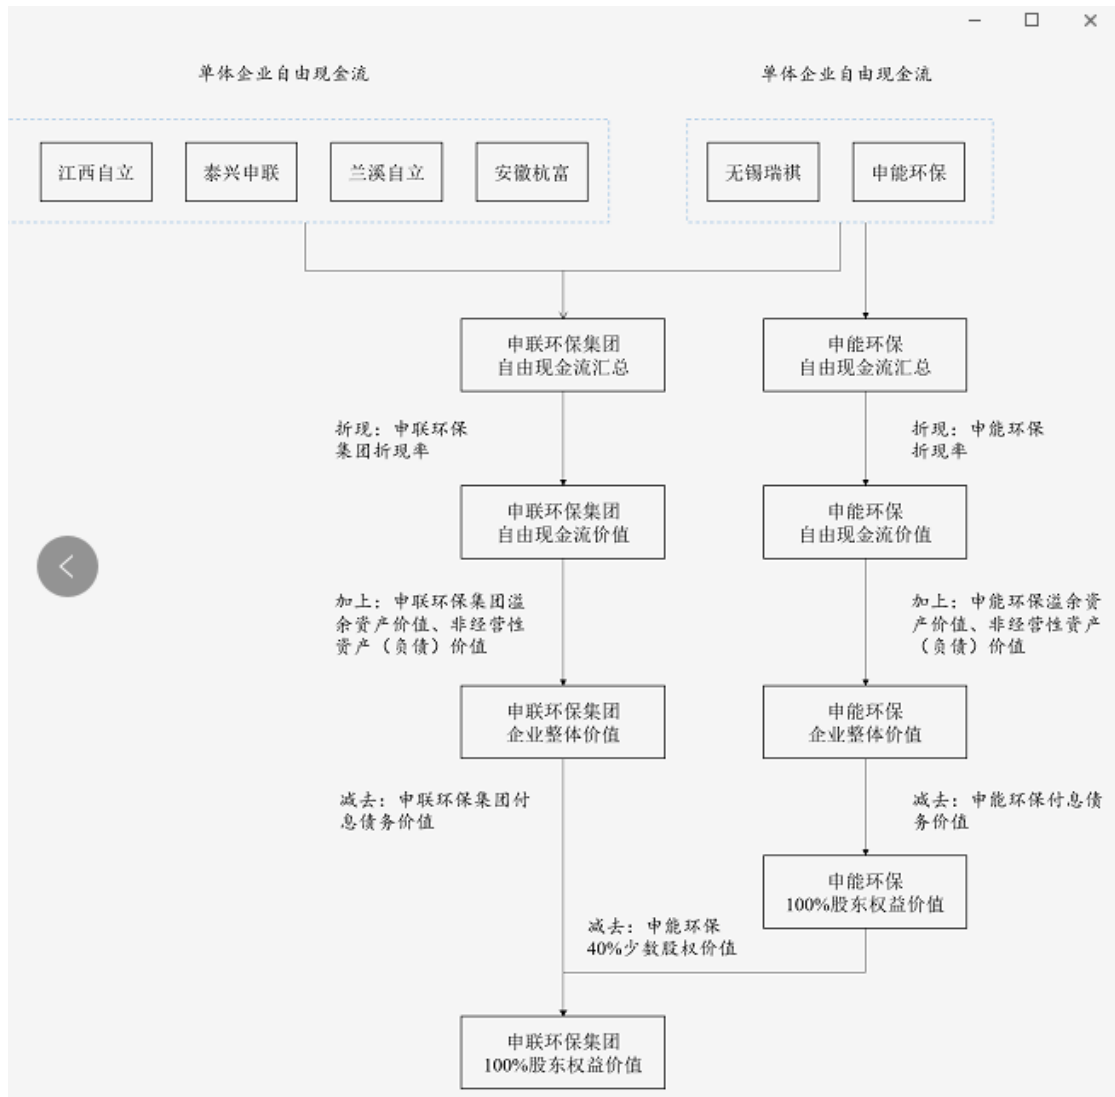 单体企业自由现金流
单体企业自由现金流
江西自立
泰兴申联
兰溪自立
安徽杭富
无锡瑞祺
申能环保
申联环保集团
自由现金流汇总
申能环保
自由现金流汇总
折现：申联环保
集团折现率
折现：申能环保
折现率
申联环保集团
自由现金流价值
申能环保
自由现金流价值
加上：申联环保集团溢
余资产价值、非经营性
资产（负债）价值
加上：申能环保溢余资
产价值、非经营性资产
（负债）价值
申联环保集团
企业整体价值
申能环保
企业整体价值
减去：申联环保集团付
息债务价值
减去：申能环保付息债
务价值
申能环保
100%股东权益价值
减去：申能环保
40%少数股权价值
申联环保集团
100%股东权益价值